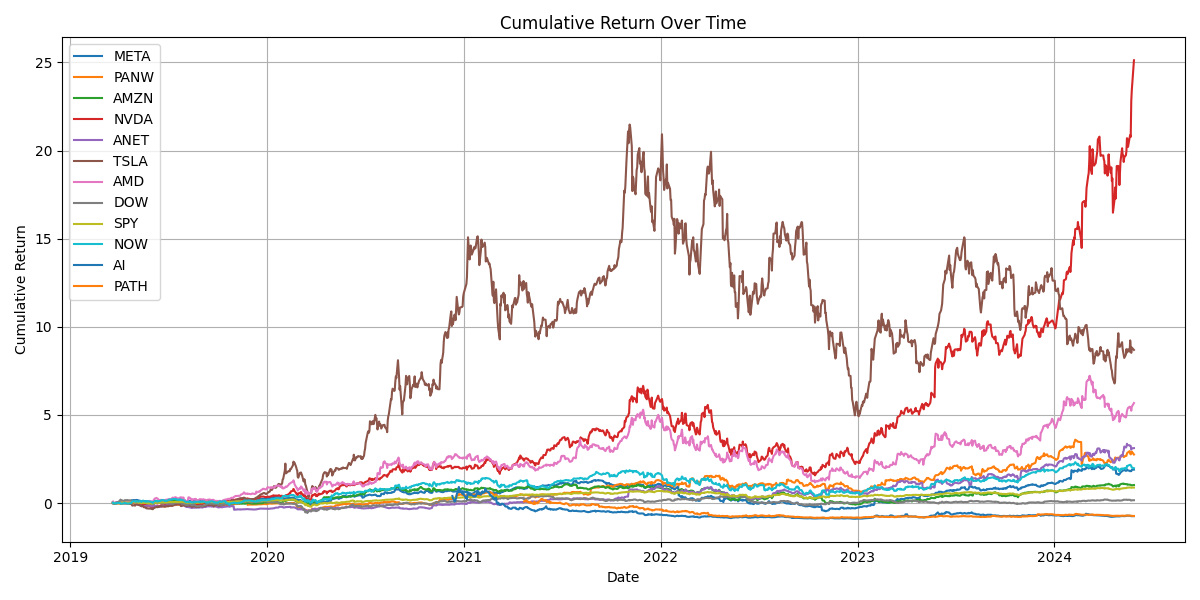 Cumulative Return Over Time
META
PANW
AMZN
NVDA
ANET
TSLA
AMD
DOW
SPY
NOW
AI
PATH
Cumulative Return
25
20
15
10
5
0
2019
2020
2021
2022
2023
2024
Date